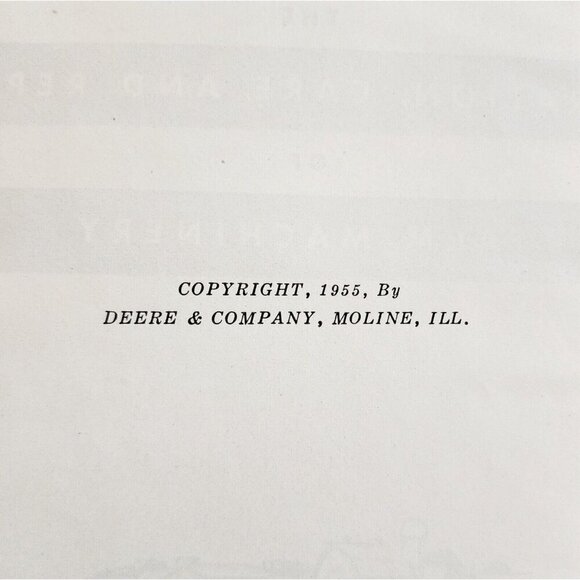 COPYRIGHT, 1955, By
DEERE & COMPANY, MOLINE, ILL.